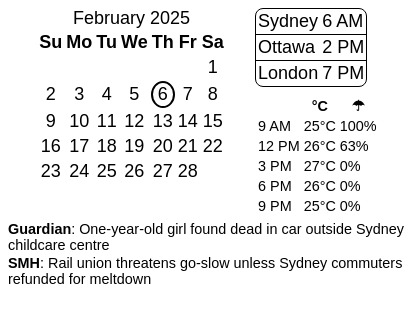 February 2025
Su Mo Tu We Th Fr Sa
1
2 3 4 5 6 7 8
9 10 11 12 13 14 15
16 17 18 19 20 21 22
23 24 25 26 27 28
Sydney 6 AM
Ottawa 2 PM
London 7 PM
°C ☂
9 AM 25°C 100%
12 PM 26°C 63%
3 PM 27°C 0%
6 PM 26°C 0%
9 PM 25°C 0%
Guardian: One-year-old girl found dead in car outside Sydney
childcare centre
SMH: Rail union threatens go-slow unless Sydney commuters
refunded for meltdown